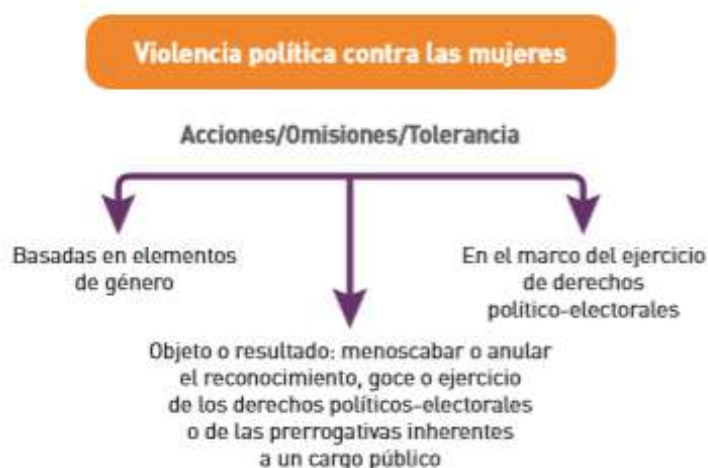 Violencia política contra las mujeres
Acciones/Omisiones/Tolerancia
Basadas en elementos
de género
Objeto o resultado: menoscabar o anular
el reconocimiento, goce o ejercicio
de los derechos políticos-electorales
o de las prerrogativas inherentes
a un cargo público
En el marco del ejercicio
de derechos
político-electorales